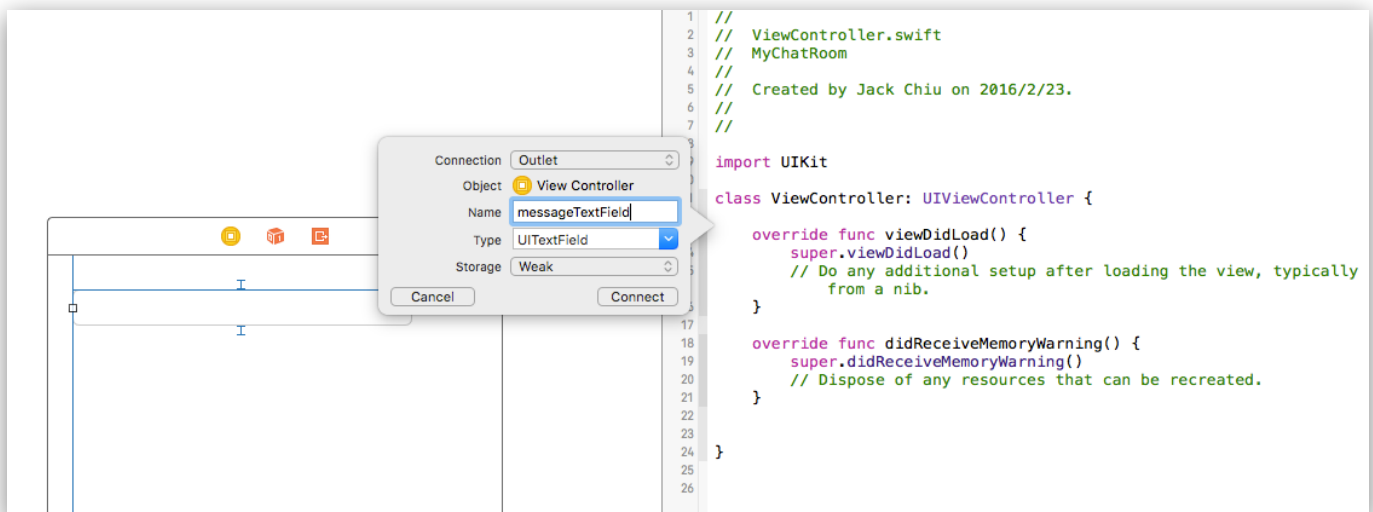 Connection Outlet
Object View Controller
Name messageTextField
Type UITextField
Storage Weak
Cancel Connect
1 //
2 //  ViewController.swift
3 //  MyChatRoom
4 //
5 //  Created by Jack Chiu on 2016/2/23.
6 //
7 //
import UIKit
class ViewController: UIViewController {
    override func viewDidLoad() {
        super.viewDidLoad()
        // Do any additional setup after loading the view, typically
            from a nib.
    }
17
18     override func didReceiveMemoryWarning() {
19         super.didReceiveMemoryWarning()
20         // Dispose of any resources that can be recreated.
21     }
22
23
24 }
25
26